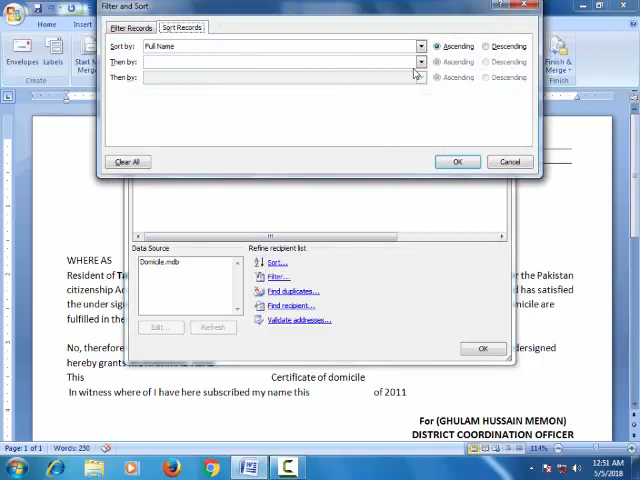 Filter and Sort
Home
Filter Records
Sort Records
Sort by:
Full Name
Ascending
Descending
Then by:
Ascending
Descending
Then by:
Ascending
Descending
Envelopes
Labels
Start Mail
Merge
Create
Finish &
Merge
Finish
Clear All
OK
Cancel
Data Source
Refine recipient list
Domicile.mdb
Sort...
Filter...
Find duplicates...
Find recipient...
Validate addresses...
Edit...
Refresh
OK
WHERE AS
Resident of
the Pakistan
citizenship
has satisfied
the under
domicile are
fulfilled in the
No, therefore
undersigned
hereby grants
This
Certificate of domicile
In witness where of I have here subscribed my name this
of 2011
For (GHULAM HUSSAIN MEMON)
DISTRICT COORDINATION OFFICER
Page: 1 of 1
Words: 230
114%
12:51 AM
5/5/2018